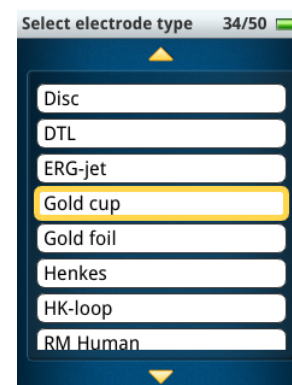 Select electrode type 34/50
Disc
DTL
ERG-jet
Gold cup
Gold foil
Henkes
HK-loop
RM Human